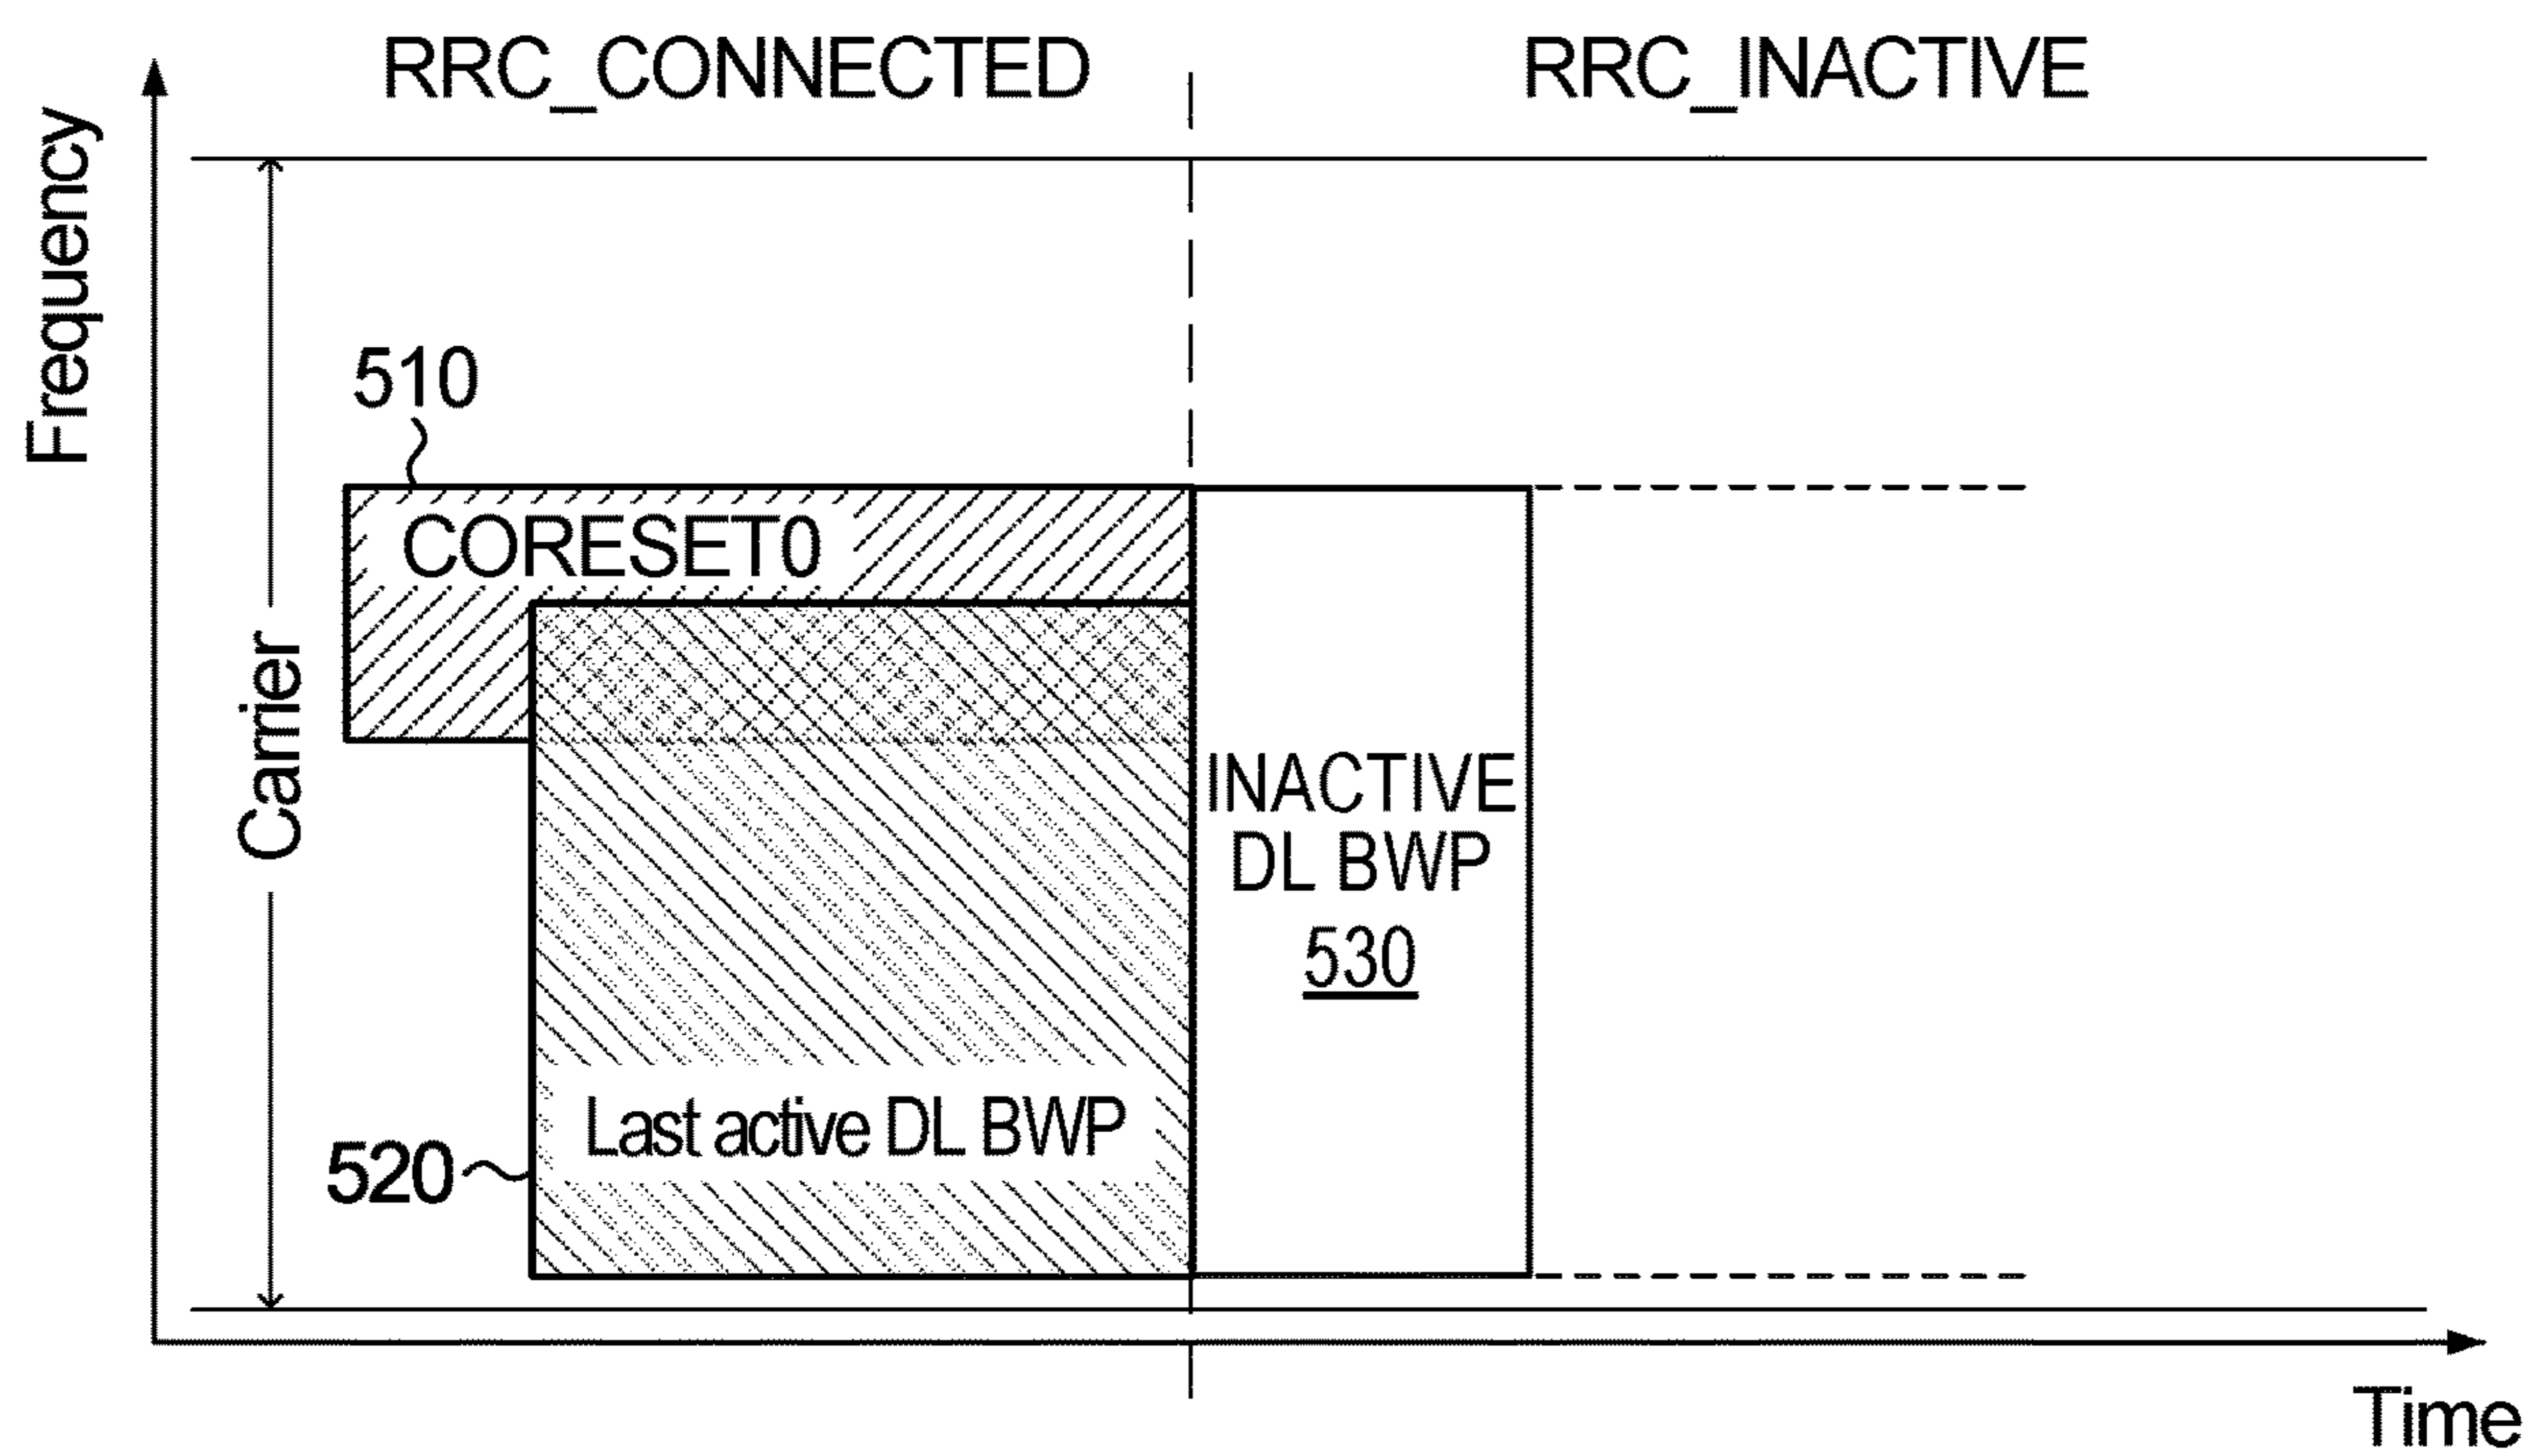 RRC_CONNECTED
RRC_INACTIVE
Frequency
510
CORESET0
Carrier
INACTIVE
DL BWP
530
Last active DL BWP
520
Time